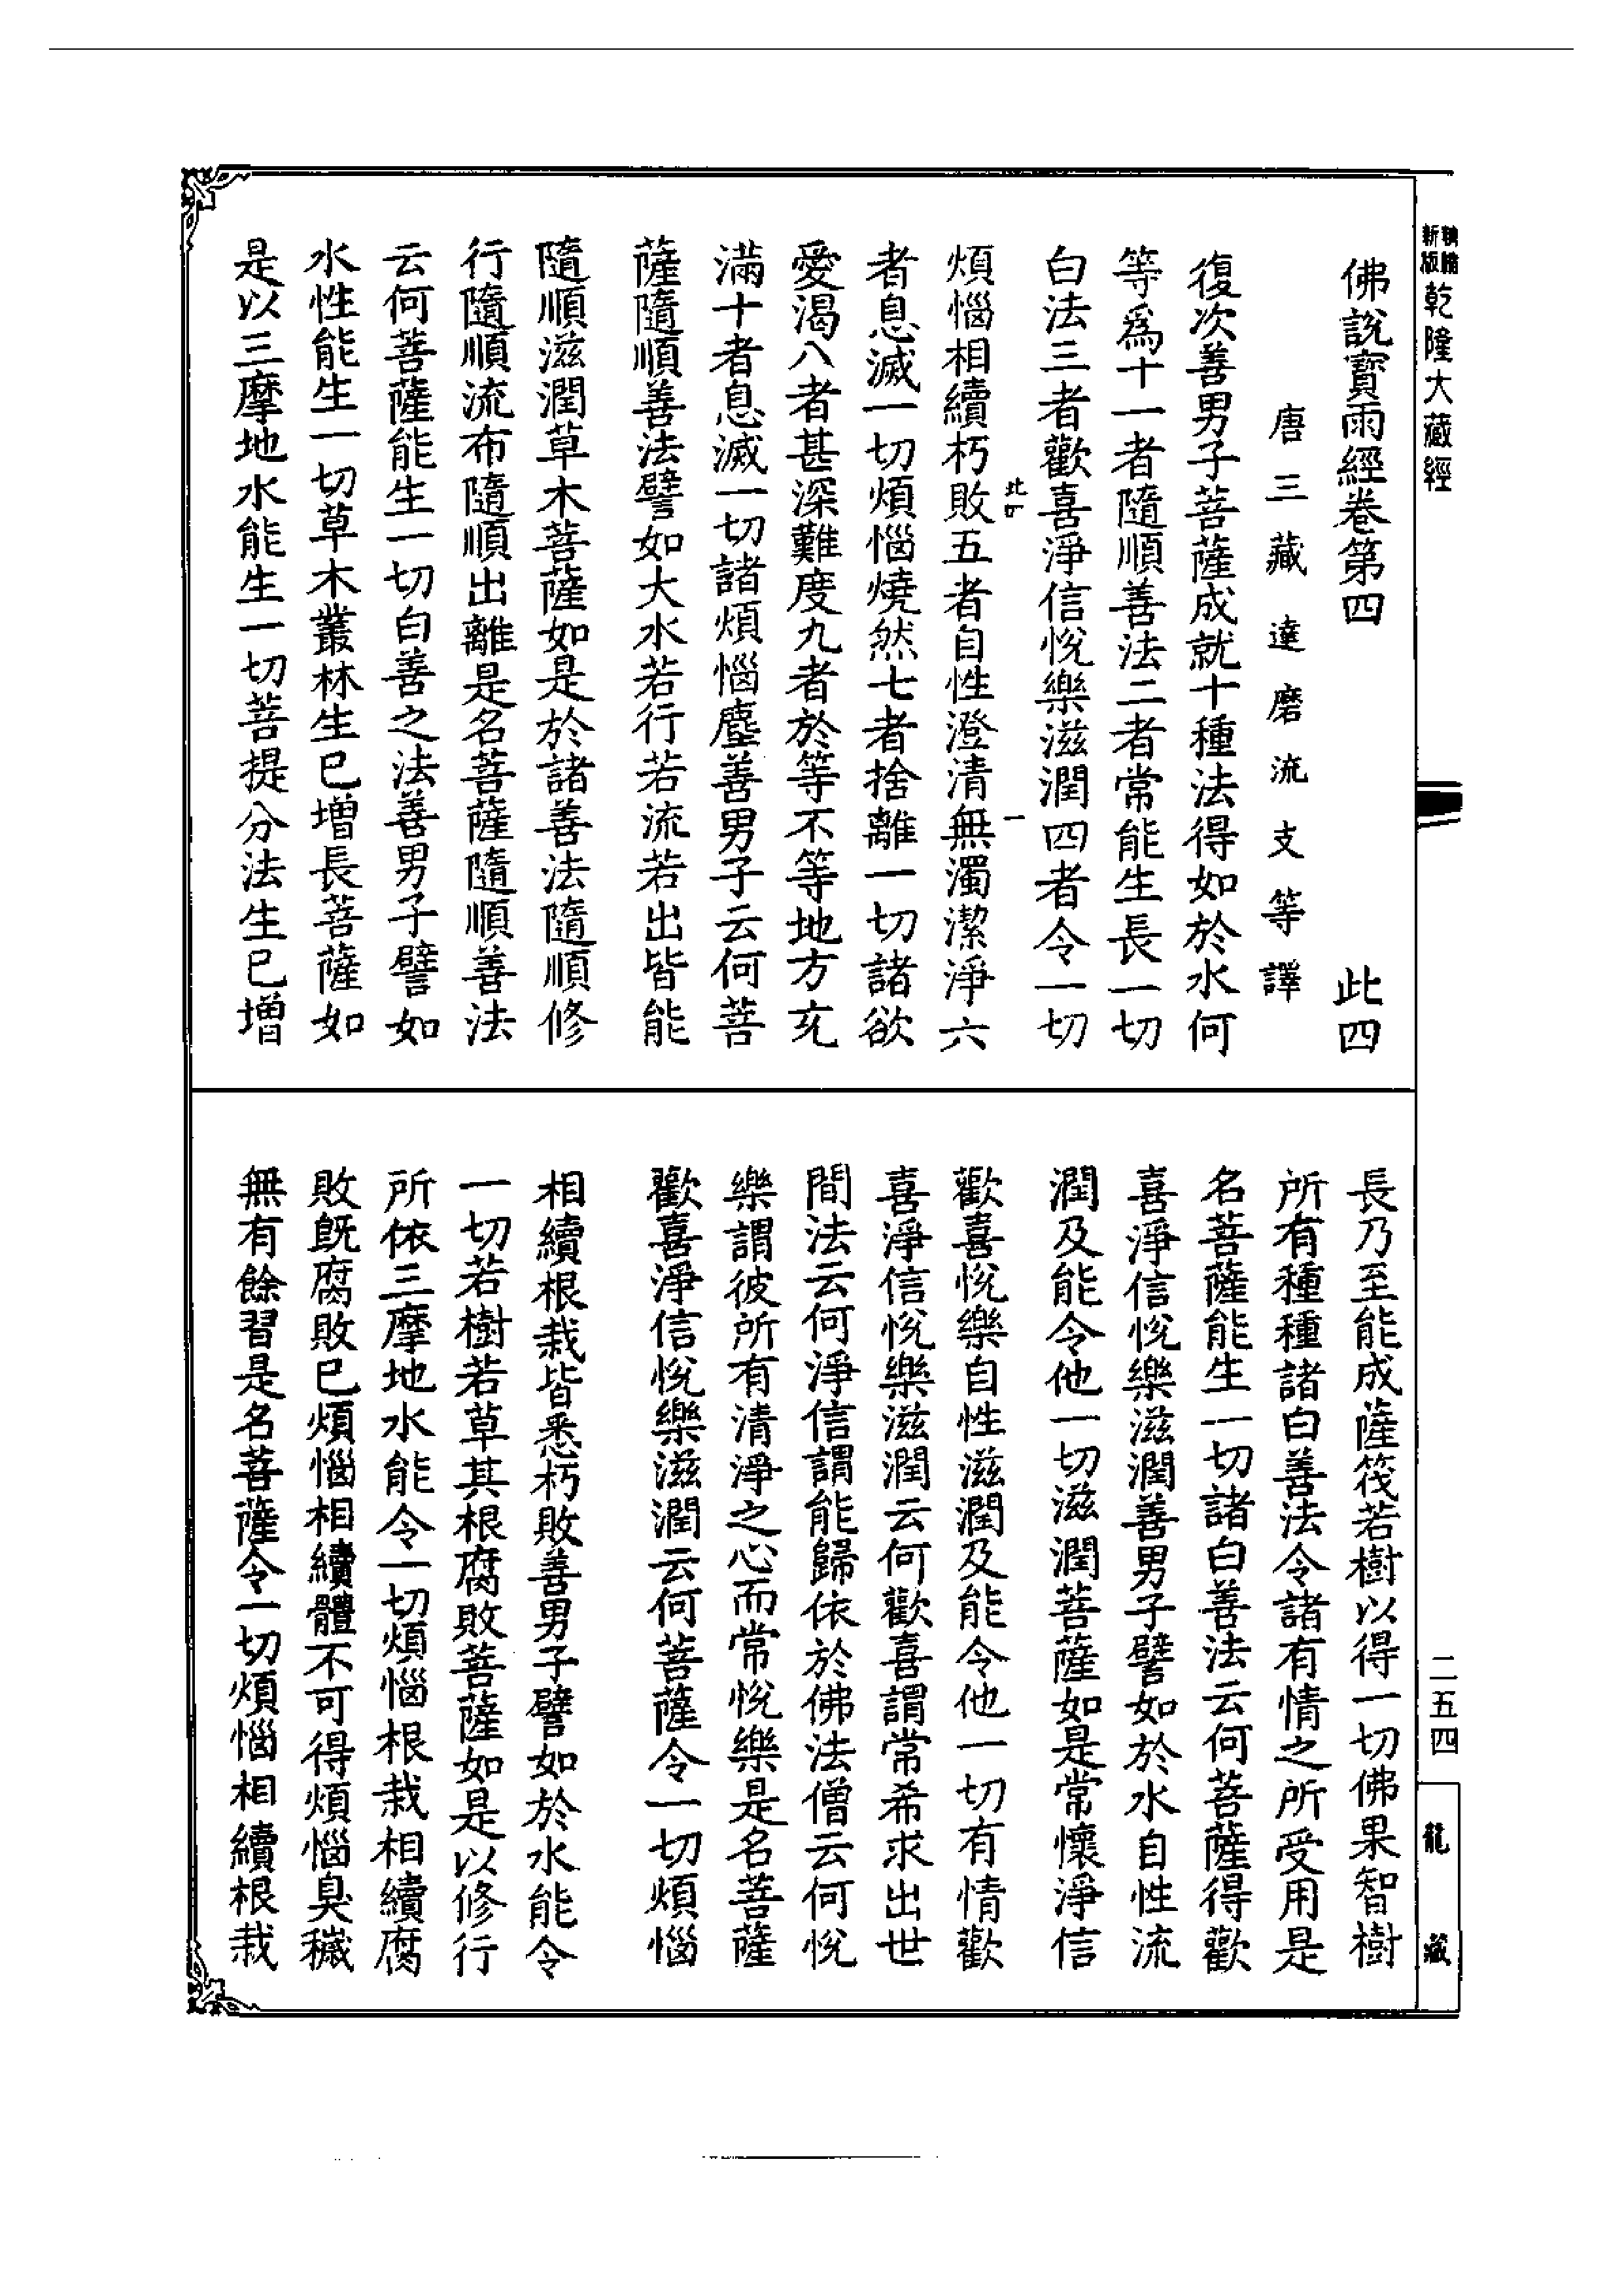 新版
精縮
乾隆大藏經
佛說寶雨經卷第四
此四
唐三藏達磨流支等譯
復次善男子菩薩成就十種法得如於水何
等爲十一者隨順善法二者常能生長一切
白法三者歡喜淨信悅樂滋潤四者令一切
此四
一
煩惱相續朽敗五者自性澄清無濁潔淨六
者息滅一切煩惱燒然七者捨離一切諸欲
愛渴八者甚深難度九者於等不等地方充
滿十者息滅一切諸煩惱塵善男子云何菩
薩隨順善法譬如大水若行若流若出皆能
隨順滋潤草木菩薩如是於諸善法隨順修
行隨順流布隨順出離是名菩薩隨順善法
云何菩薩能生一切白善之法善男子譬如
水性能生一切草木叢林生已增長菩薩如
是以三摩地水能生一切菩提分法生已增
長乃至能成薩筏若樹以得一切佛果智樹
所有種種諸白善法令諸有情之所受用是
名菩薩能生一切諸白善法云何菩薩得歡
喜淨信悅樂滋潤善男子譬如於水自性流
潤及能令他一切滋潤菩薩如是常懷淨信
歡喜悅樂自性滋潤及能令他一切有情歡
喜淨信悅樂滋潤云何歡喜謂常希求出世
間法云何淨信謂能歸依於佛法僧云何悅
樂謂彼所有清淨之心而常悅樂是名菩薩
歡喜淨信悅樂滋潤云何菩薩令一切煩惱
相續根栽皆悉朽敗善男子譬如於水能令
一切若樹若草其根腐敗菩薩如是以修行
所依三摩地水能令一切煩惱根栽相續腐
敗旣腐敗已煩惱相續體不可得煩惱臭穢
無有餘習是名菩薩令一切煩惱相續根栽
二五四
龍藏